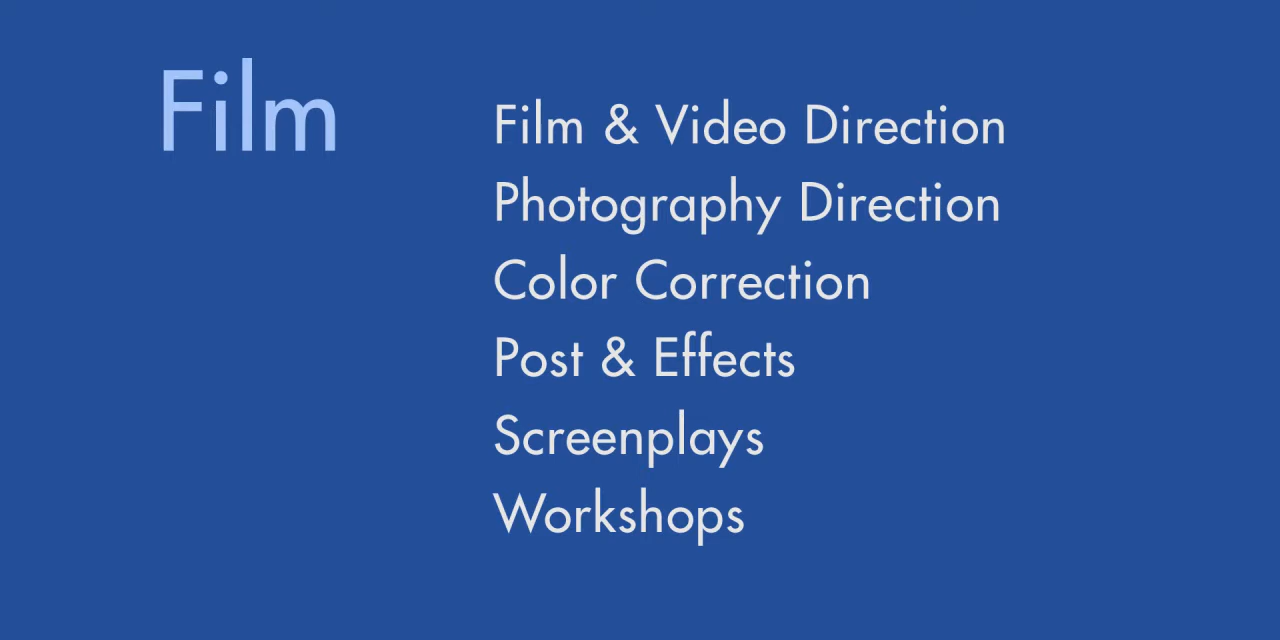 Film
Film & Video Direction
Photography Direction
Color Correction
Post & Effects
Screenplays
Workshops